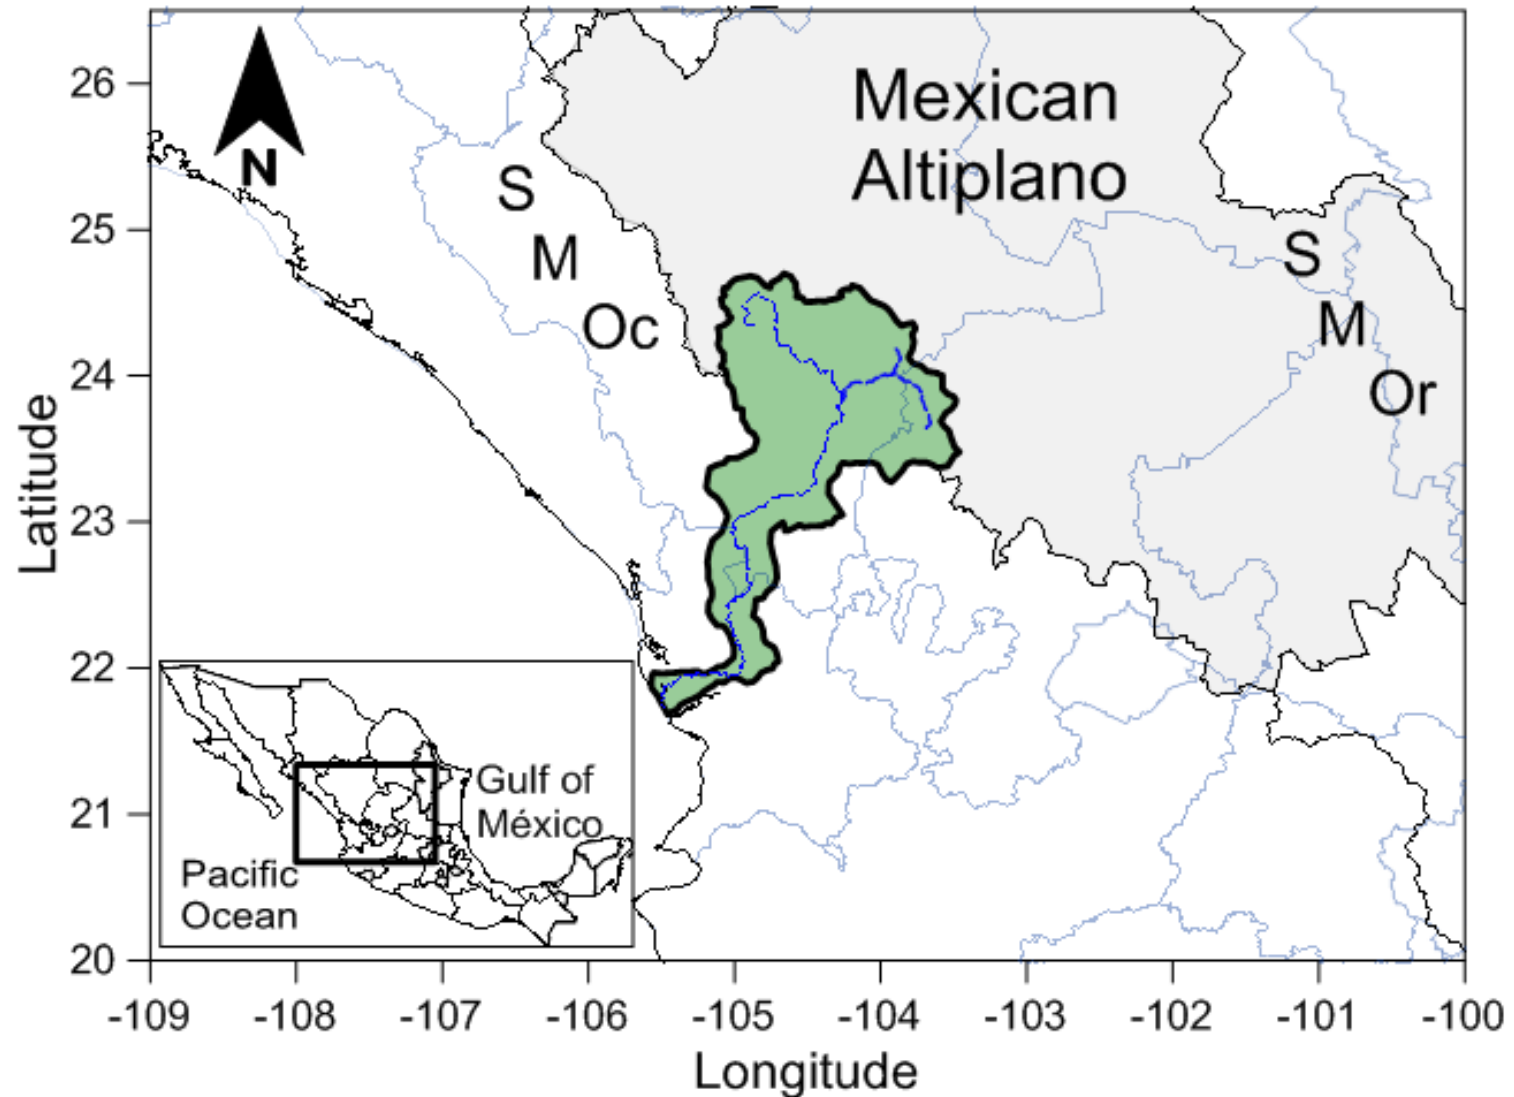 Mexican
Altiplano
N
S
M
Oc
S
M
Or
26
25
24
23
22
21
20
Latitude
Gulf of
México
Pacific
Ocean
-109 -108 -107 -106 -105 -104 -103 -102 -101 -100
Longitude